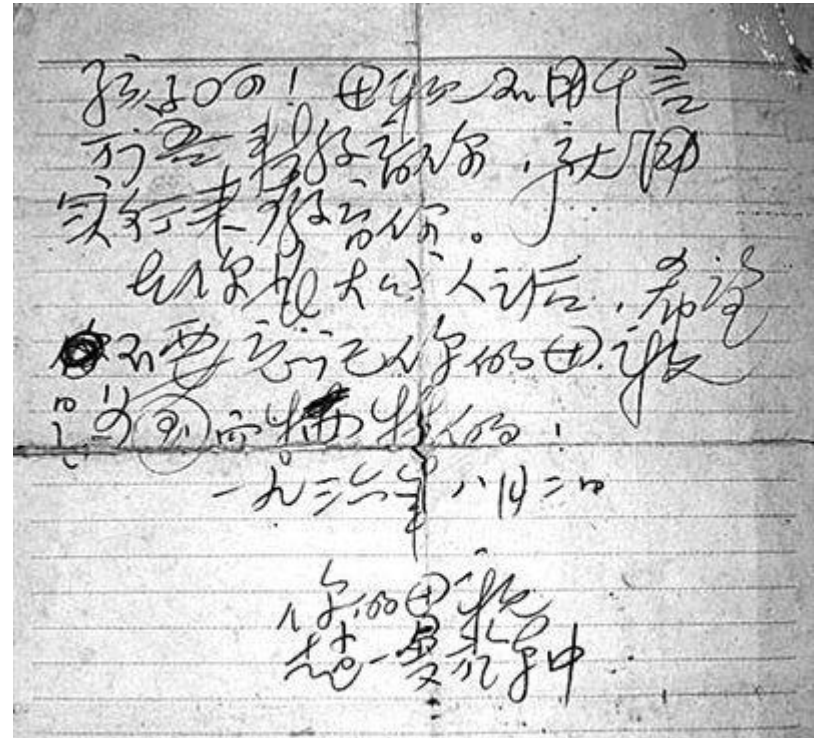 孩子呵！母亲不用千言
万语来教育你，就用
实行来教育你。
在你长大成人之后，希望
不要忘记你的母亲
是为国而牺牲的！
一九三六年八月二日
你的母亲
赵一曼于车中